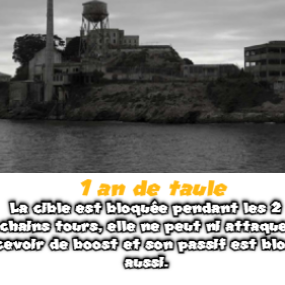 1 an de taule
La cible est bloquée pendant les 2
chains tours, elle ne peut ni attaque
cevoir de boost et son passif est blo
aussi.